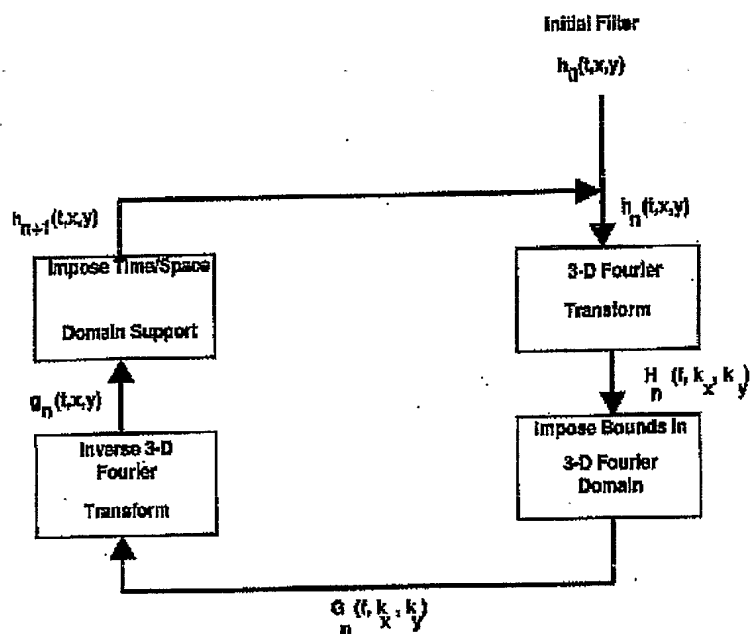 Initial Filter
h0(t,x,y)
hn+1(t,x,y)
hn(t,x,y)
Impose Time/Space
Domain Support
3-D Fourier
Transform
gn(t,x,y)
Hn(f, kx, ky)
Inverse 3-D
Fourier
Transform
Impose Bounds in
3-D Fourier
Domain
Gn(f, kx, ky)